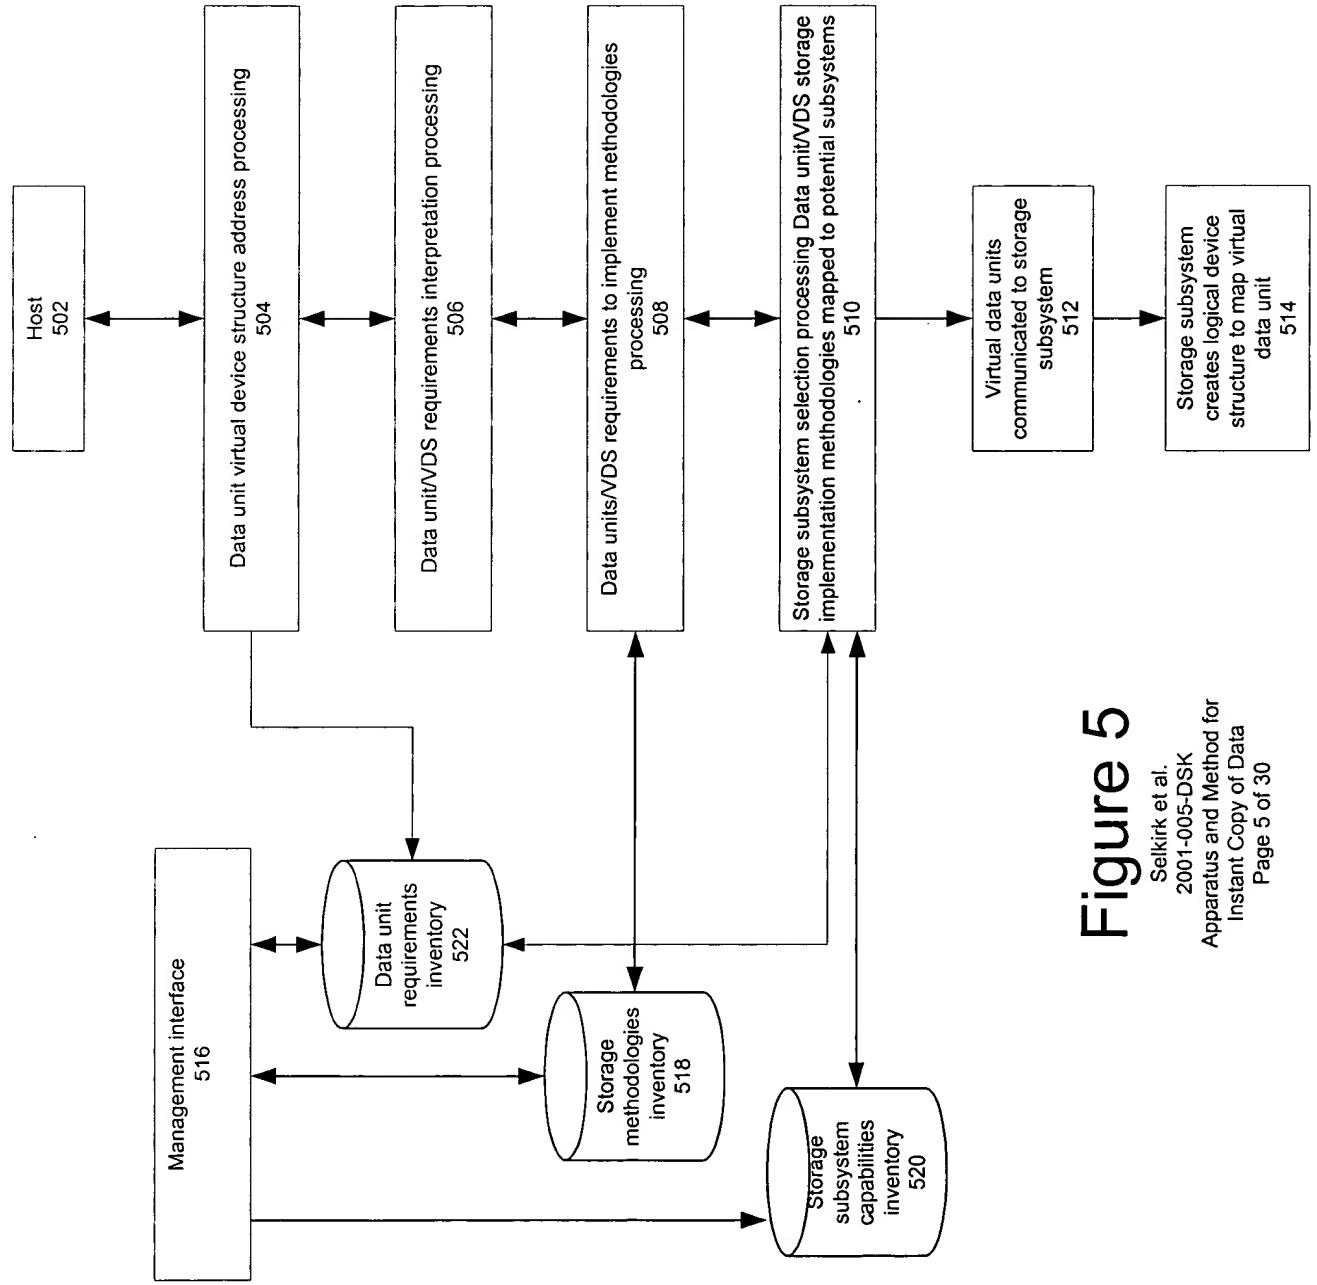 Host
502
Data unit virtual device structure address processing
504
Data unit/VDS requirements interpretation processing
506
Data units/VDS requirements to implement methodologies
processing
508
Storage subsystem selection processing Data unit/VDS storage
implementation methodologies mapped to potential subsystems
510
Virtual data units
communicated to storage
subsystem
512
Storage subsystem
creates logical device
structure to map virtual
data unit
514
Management interface
516
Data unit
requirements
inventory
522
Storage
methodologies
inventory
518
Storage
subsystem
capabilities
inventory
520
Figure 5
Selkirk et al.
2001-005-DSK
Apparatus and Method for
Instant Copy of Data
Page 5 of 30